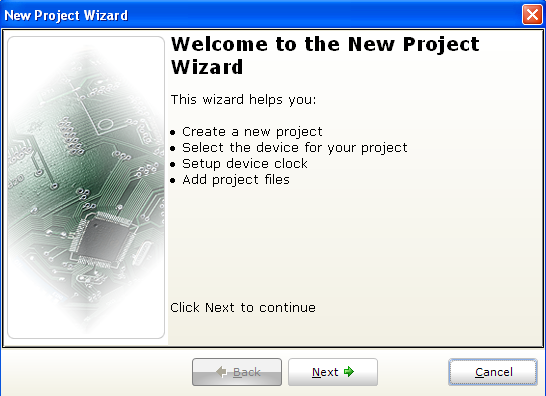 New Project Wizard
Welcome to the New Project
Wizard
This wizard helps you:
• Create a new project
• Select the device for your project
• Setup device clock
• Add project files
Click Next to continue
Back
Next
Cancel